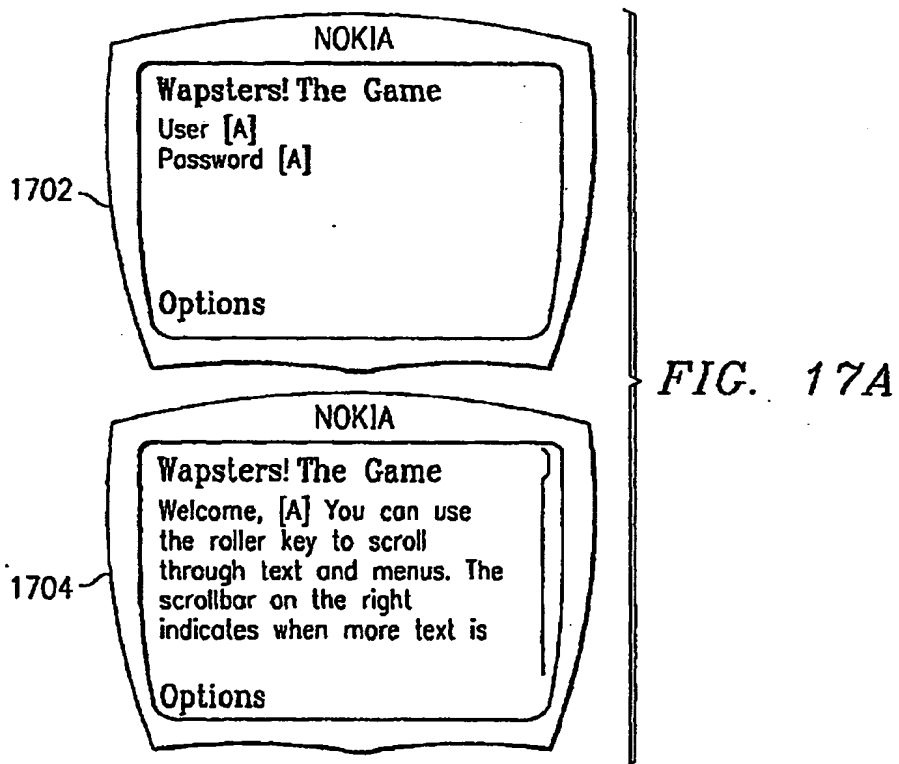 NOKIA
Wapsters! The Game
User [A]
Password [A]
1702
Options
FIG. 17A
NOKIA
Wapsters! The Game
Welcome, [A] You can use
the roller key to scroll
through text and menus. The
scrollbar on the right
indicates when more text is
1704
Options